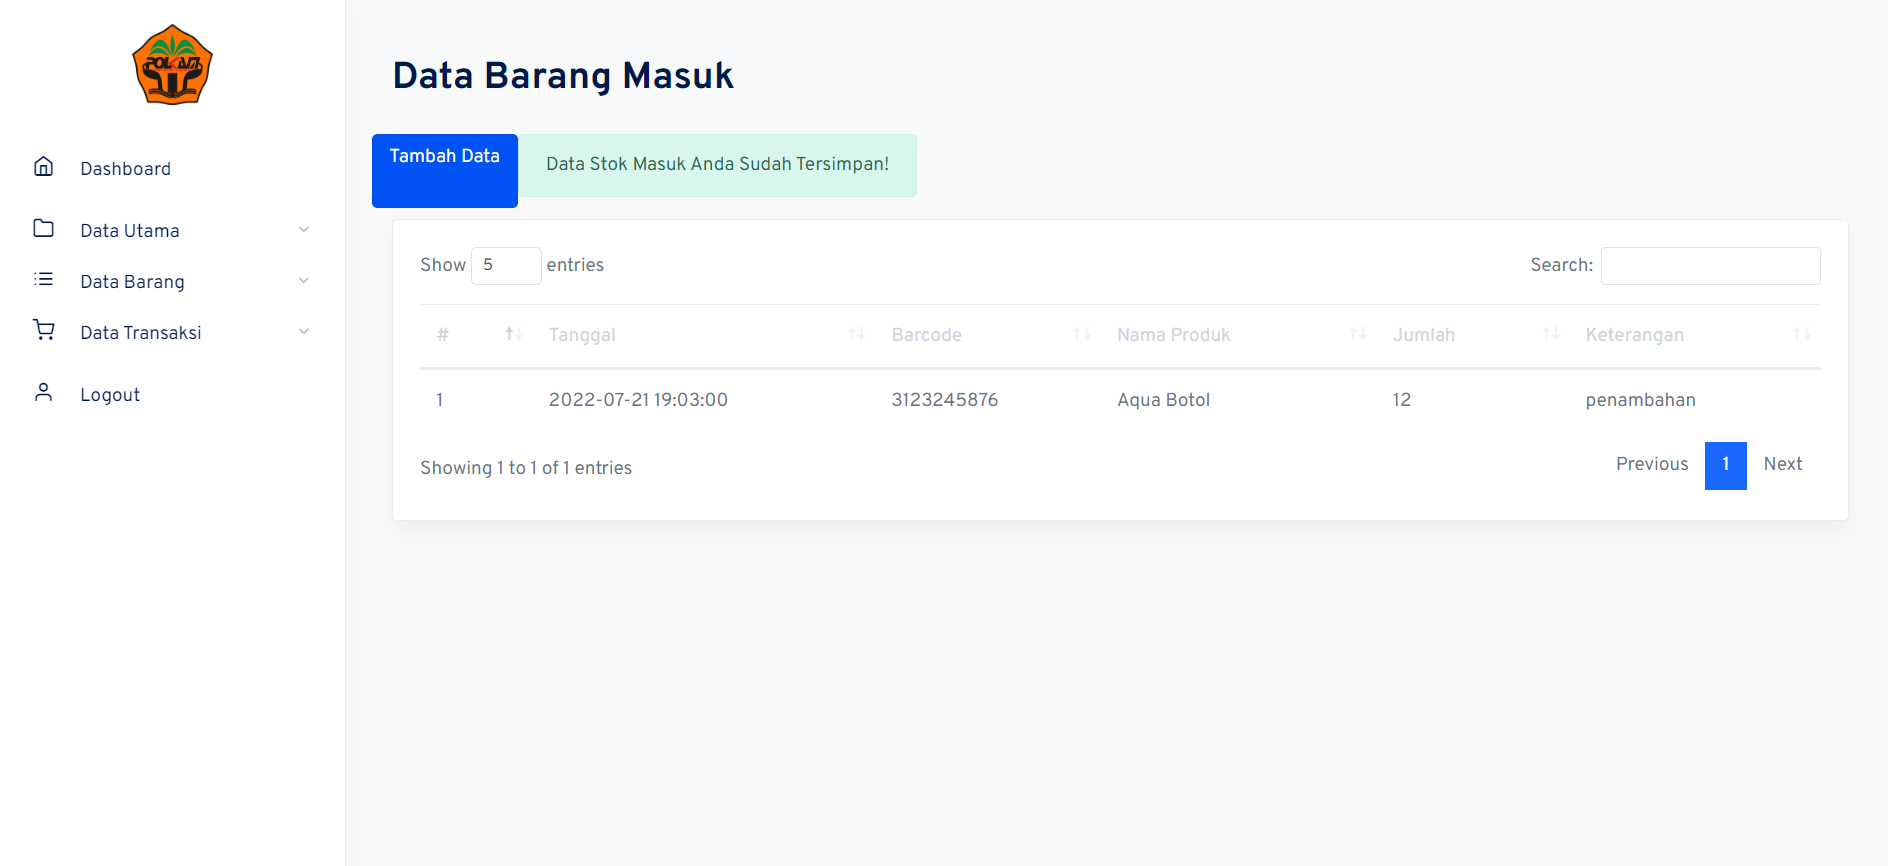 POLKAM
Dashboard
Data Utama
Data Barang
Data Transaksi
Logout
Data Barang Masuk
Tambah Data
Data Stok Masuk Anda Sudah Tersimpan!
Show 5 entries
Search:
# Tanggal Barcode Nama Produk Jumlah Keterangan
1 2022-07-21 19:03:00 3123245876 Aqua Botol 12 penambahan
Showing 1 to 1 of 1 entries
Previous 1 Next